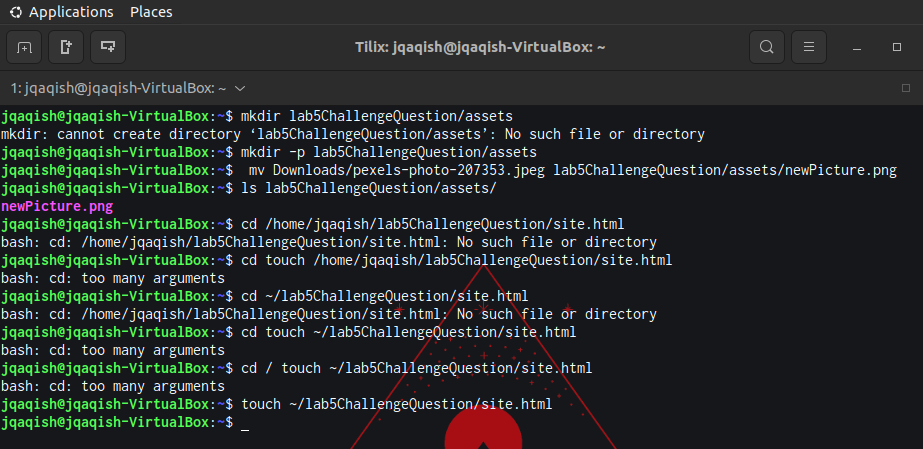 Applications Places
Tilix: jqaqish@jqaqish-VirtualBox: ~
1: jqaqish@jqaqish-VirtualBox: ~
jqaqish@jqaqish-VirtualBox:~$ mkdir lab5ChallengeQuestion/assets
mkdir: cannot create directory ‘lab5ChallengeQuestion/assets’: No such file or directory
jqaqish@jqaqish-VirtualBox:~$ mkdir -p lab5ChallengeQuestion/assets
jqaqish@jqaqish-VirtualBox:~$  mv Downloads/pexels-photo-207353.jpeg lab5ChallengeQuestion/assets/newPicture.png
jqaqish@jqaqish-VirtualBox:~$ ls lab5ChallengeQuestion/assets/
newPicture.png
jqaqish@jqaqish-VirtualBox:~$ cd /home/jqaqish/lab5ChallengeQuestion/site.html
bash: cd: /home/jqaqish/lab5ChallengeQuestion/site.html: No such file or directory
jqaqish@jqaqish-VirtualBox:~$ cd touch /home/jqaqish/lab5ChallengeQuestion/site.html
bash: cd: too many arguments
jqaqish@jqaqish-VirtualBox:~$ cd ~/lab5ChallengeQuestion/site.html
bash: cd: /home/jqaqish/lab5ChallengeQuestion/site.html: No such file or directory
jqaqish@jqaqish-VirtualBox:~$ cd touch ~/lab5ChallengeQuestion/site.html
bash: cd: too many arguments
jqaqish@jqaqish-VirtualBox:~$ cd / touch ~/lab5ChallengeQuestion/site.html
bash: cd: too many arguments
jqaqish@jqaqish-VirtualBox:~$ touch ~/lab5ChallengeQuestion/site.html
jqaqish@jqaqish-VirtualBox:~$ _